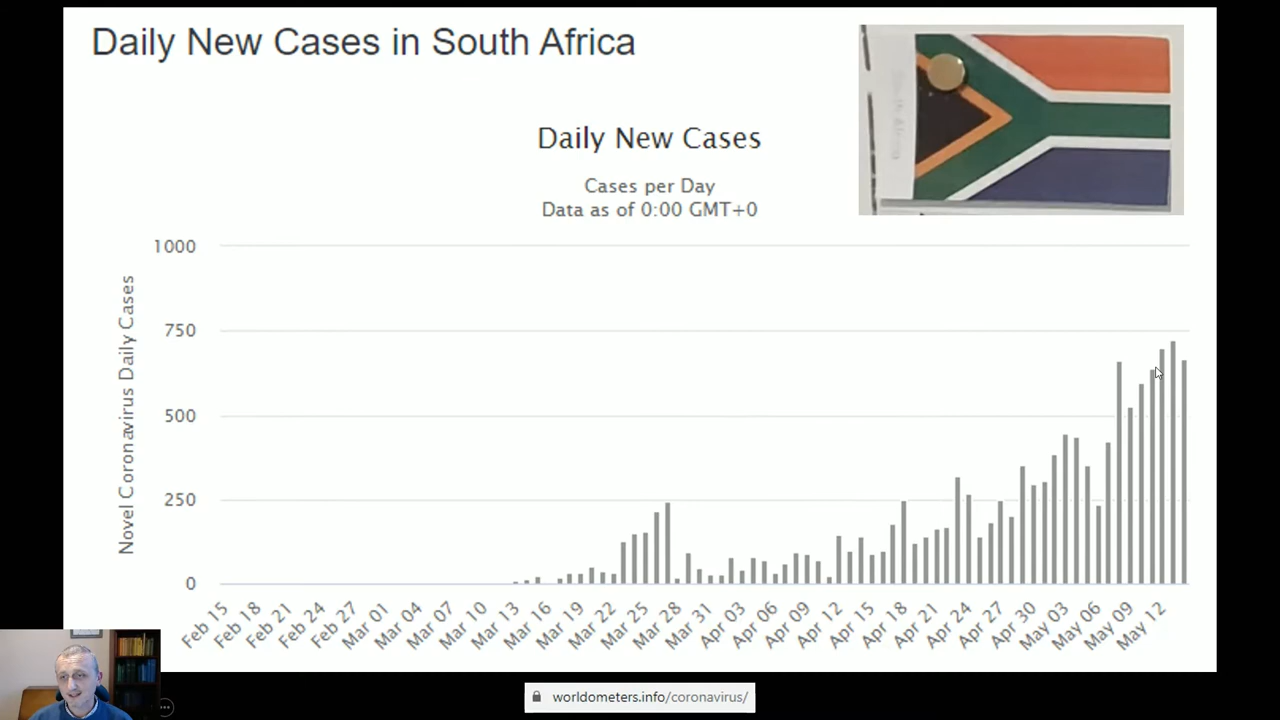 Daily New Cases in South Africa
Daily New Cases
Cases per Day
Data as of 0:00 GMT+0
Novel Coronavirus Daily Cases
1000
750
500
250
0
Feb 15
Feb 18
Feb 21
Feb 24
Feb 27
Mar 01
Mar 04
Mar 07
Mar 10
Mar 13
Mar 16
Mar 19
Mar 22
Mar 25
Mar 28
Mar 31
Apr 03
Apr 06
Apr 09
Apr 12
Apr 15
Apr 18
Apr 21
Apr 24
Apr 27
Apr 30
May 03
May 06
May 09
May 12
worldometers.info/coronavirus/